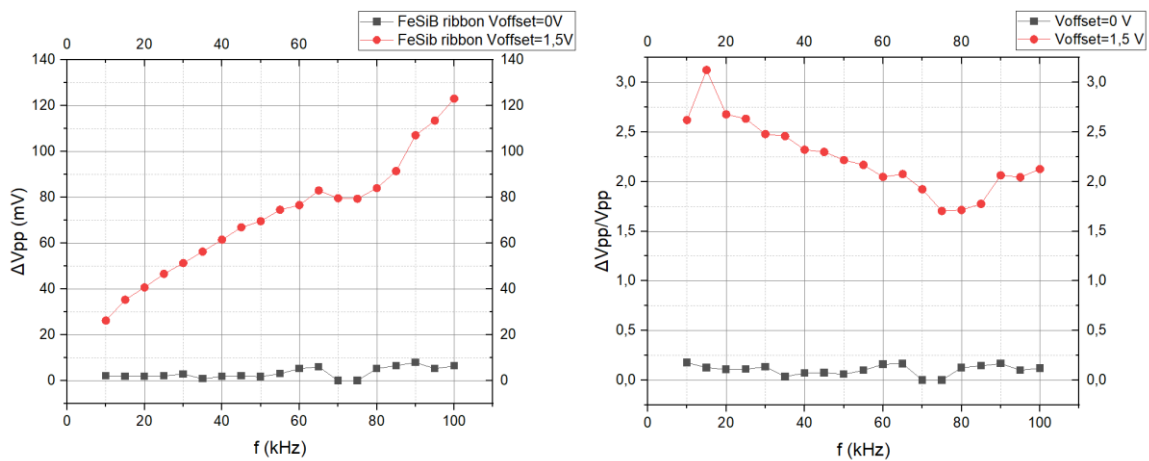 FeSiB ribbon Voffset=0V
FeSib ribbon Voffset=1,5V
0 20 40 60
140 140
120 120
100 100
80 80
60 60
40 40
20 20
0 0
0 20 40 60 80 100
ΔVpp (mV)
f (kHz)
Voffset=0 V
Voffset=1,5 V
0 20 40 60 80
3,0 3,0
2,5 2,5
2,0 2,0
1,5 1,5
1,0 1,0
0,5 0,5
0,0 0,0
0 20 40 60 80 100
ΔVpp/Vpp
f (kHz)